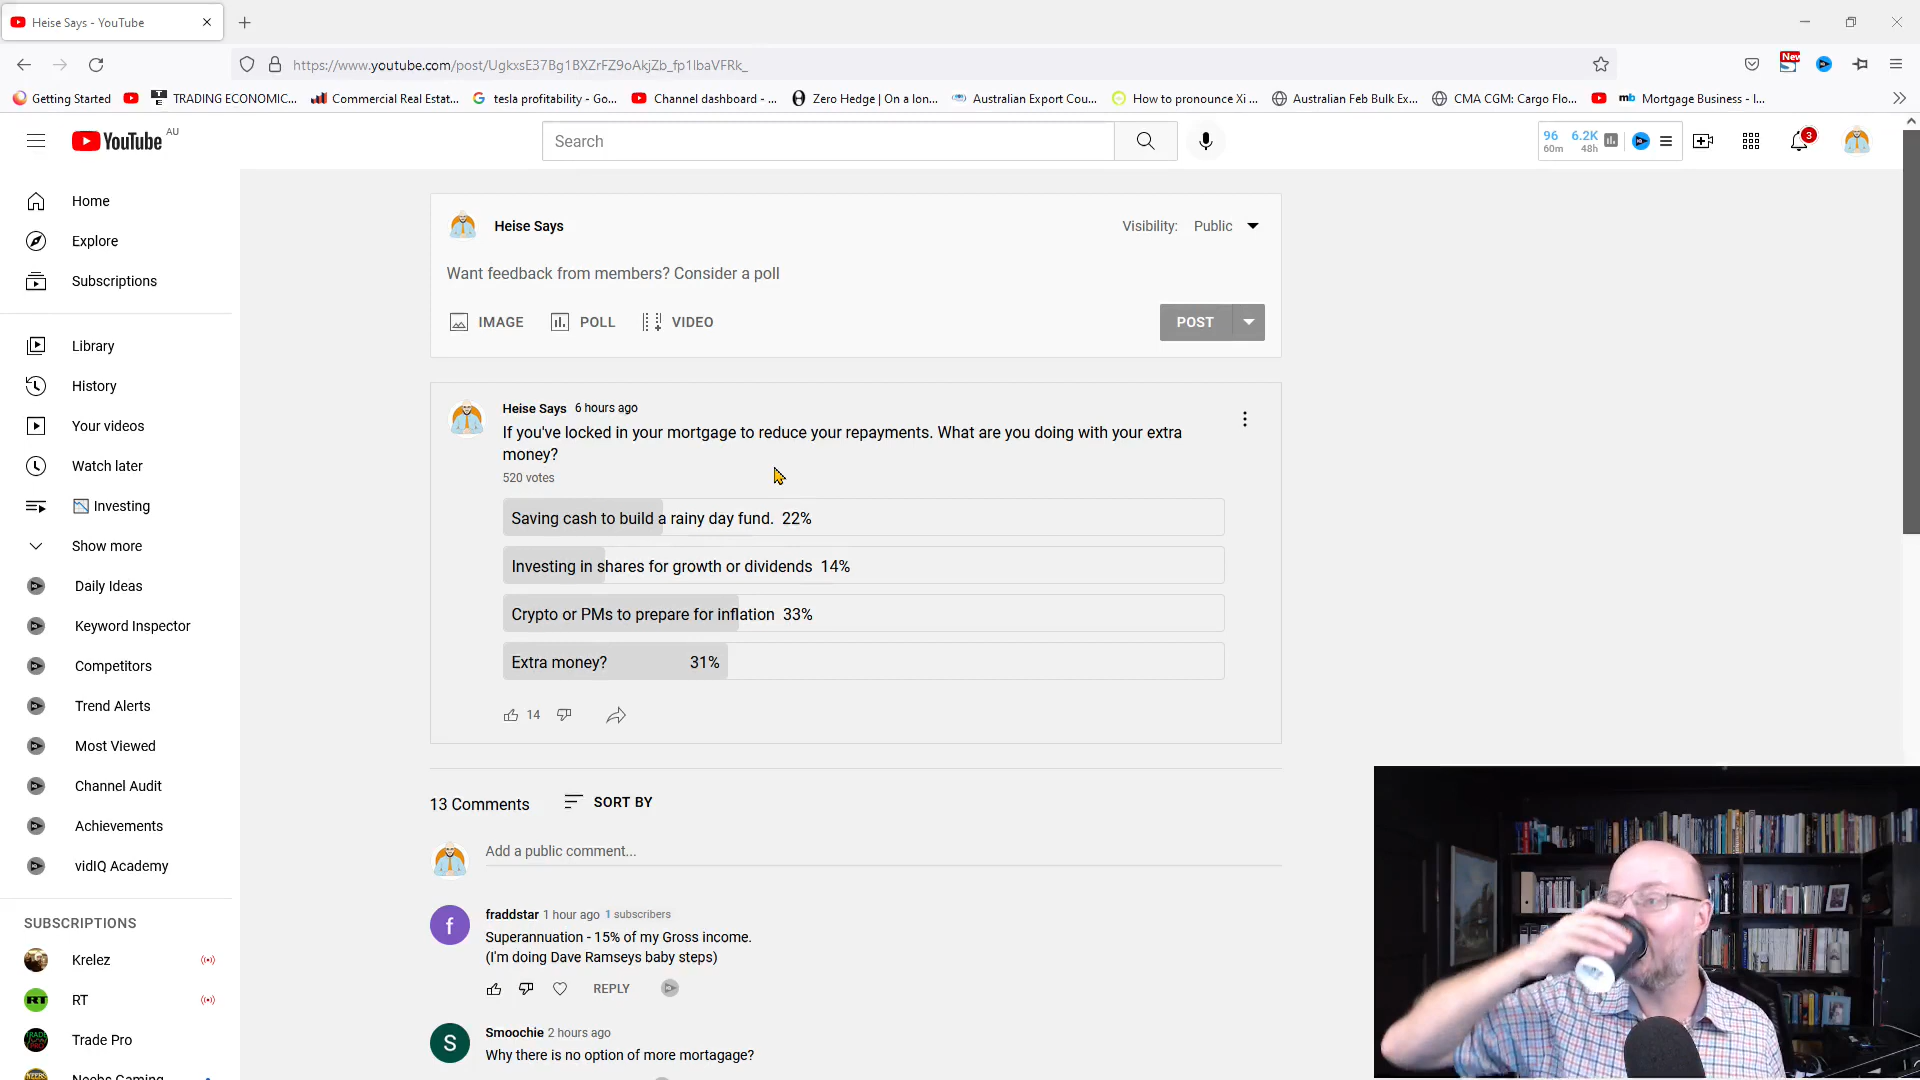 Heise Says - YouTube
https://www.youtube.com/post/UgkxsE37Bg1BXZrFZ9oAkjZb_fp1lbaVFRk_
New
Getting Started
TRADING ECONOMIC...
Commercial Real Estat...
tesla profitability - Go...
Channel dashboard - ...
Zero Hedge | On a lon...
Australian Export Cou...
How to pronounce Xi ...
Australian Feb Bulk Ex...
CMA CGM: Cargo Flo...
mb Mortgage Business - I...
YouTube AU
Search
96 6.2K
60m 48h
3
Home
Explore
Subscriptions
Library
History
Your videos
Watch later
Investing
Show more
Daily Ideas
Keyword Inspector
Competitors
Trend Alerts
Most Viewed
Channel Audit
Achievements
vidIQ Academy
SUBSCRIPTIONS
Krelez
RT RT
Trade Pro
Neebs Gaming
Heise Says
Visibility: Public
Want feedback from members? Consider a poll
IMAGE POLL VIDEO
POST
Heise Says 6 hours ago
If you've locked in your mortgage to reduce your repayments. What are you doing with your extra
money?
520 votes
Saving cash to build a rainy day fund. 22%
Investing in shares for growth or dividends 14%
Crypto or PMs to prepare for inflation 33%
Extra money? 31%
14
13 Comments SORT BY
Add a public comment...
f
fraddstar 1 hour ago 1 subscribers
Superannuation - 15% of my Gross income.
(I'm doing Dave Ramseys baby steps)
REPLY
S
Smoochie 2 hours ago
Why there is no option of more mortagage?